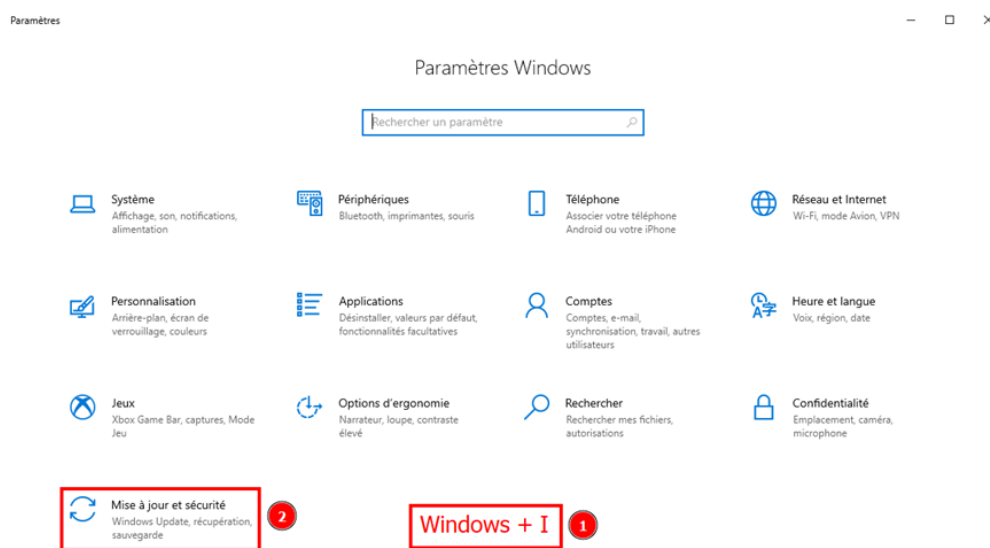 Paramètres
Paramètres Windows
Rechercher un paramètre
Système
Affichage, son, notifications,
alimentation
Périphériques
Bluetooth, imprimantes, souris
Téléphone
Associer votre téléphone
Android ou votre iPhone
Réseau et Internet
Wi-Fi, mode Avion, VPN
Personnalisation
Arrière-plan, écran de
verrouillage, couleurs
Applications
Désinstaller, valeurs par défaut,
fonctionnalités facultatives
Comptes
Comptes, e-mail,
synchronisation, travail, autres
utilisateurs
Heure et langue
Voix, région, date
Jeux
Xbox Game Bar, captures, Mode
Jeu
Options d'ergonomie
Narrateur, loupe, contraste
élevé
Rechercher
Rechercher mes fichiers,
autorisations
Confidentialité
Emplacement, caméra,
microphone
Mise à jour et sécurité
Windows Update, récupération,
sauvegarde
2
Windows + I
1